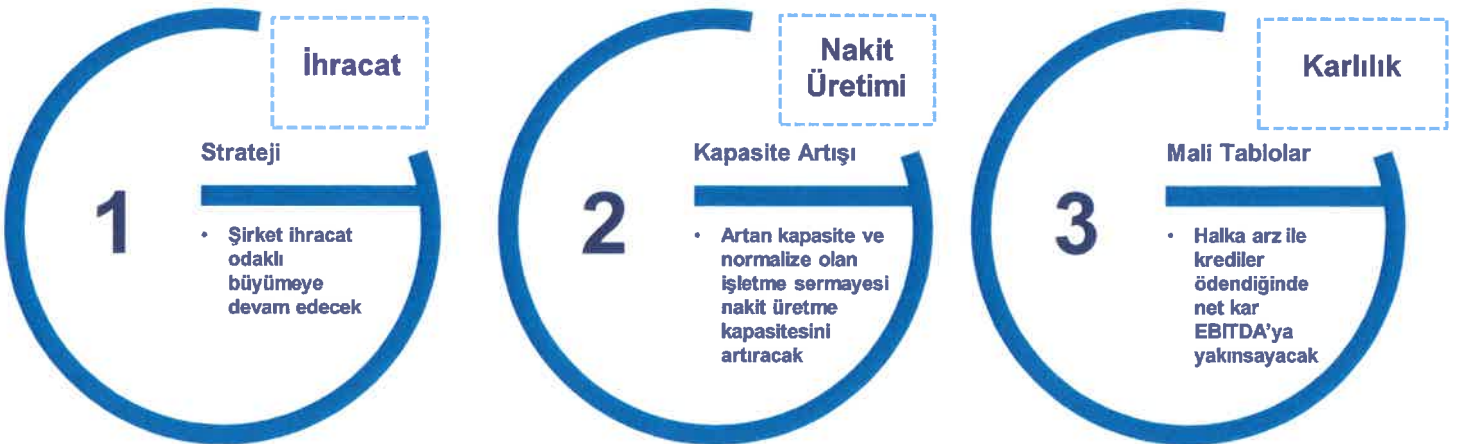 İhracat
Strateji
1
• Şirket ihracat
odaklı
büyümeye
devam edecek
Nakit
Üretimi
Kapasite Artışı
2
• Artan kapasite ve
normalize olan
işletme sermayesi
nakit üretme
kapasitesini
artıracak
Karlılık
Mali Tablolar
3
• Halka arz ile
krediler
ödendiğinde
net kar
EBITDA'ya
yakınsayacak